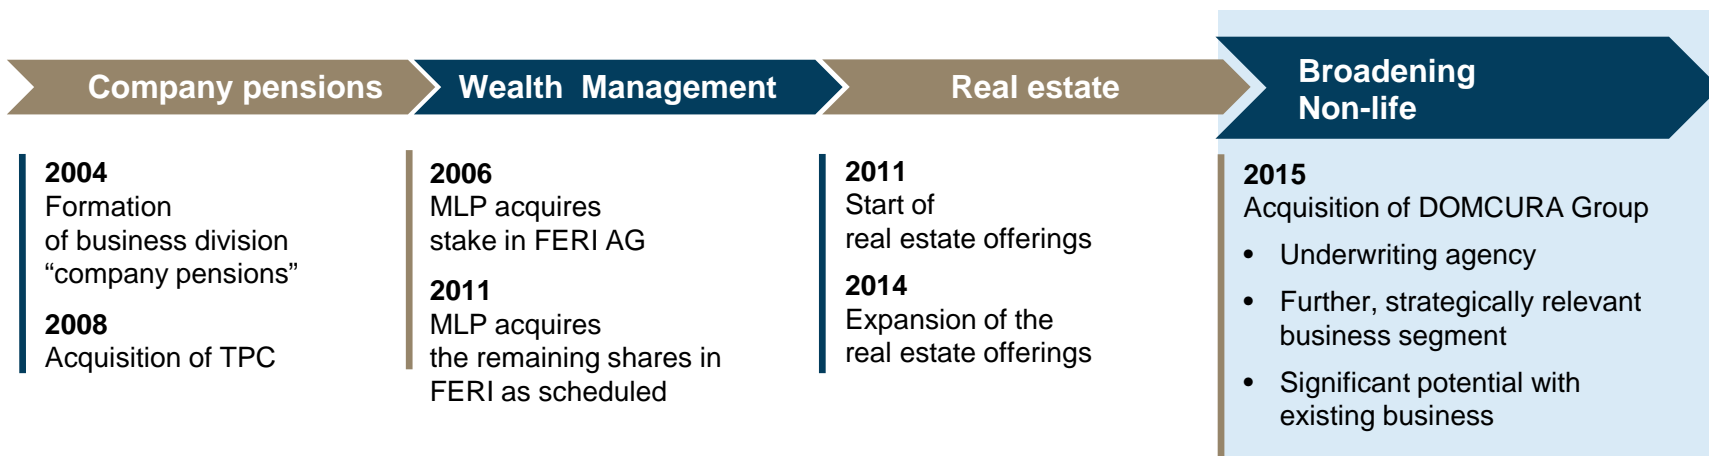 Company pensions
Wealth Management
Real estate
Broadening
Non-life
2004
Formation
of business division
“company pensions”
2008
Acquisition of TPC
2006
MLP acquires
stake in FERI AG
2011
MLP acquires
the remaining shares in
FERI as scheduled
2011
Start of
real estate offerings
2014
Expansion of the
real estate offerings
2015
Acquisition of DOMCURA Group
• Underwriting agency
• Further, strategically relevant
business segment
• Significant potential with
existing business